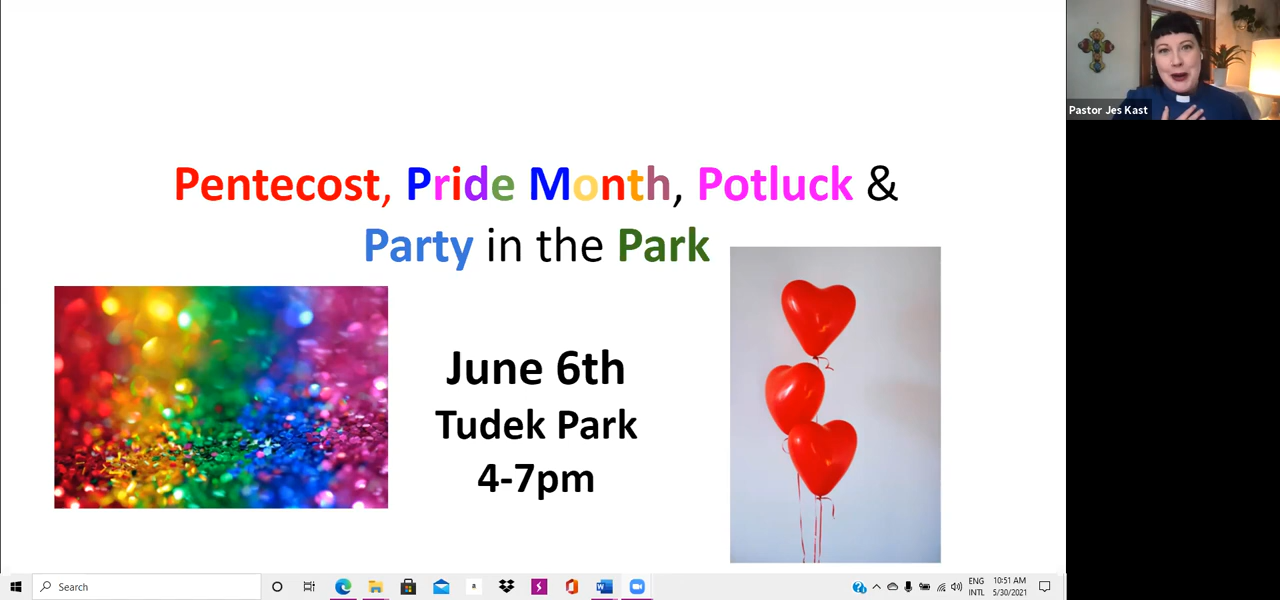 Pentecost, Pride Month, Potluck &
Party in the Park
June 6th
Tudek Park
4-7pm
Pastor Jes Kast
Search
a
W
ENG
INTL
10:51 AM
5/30/2021